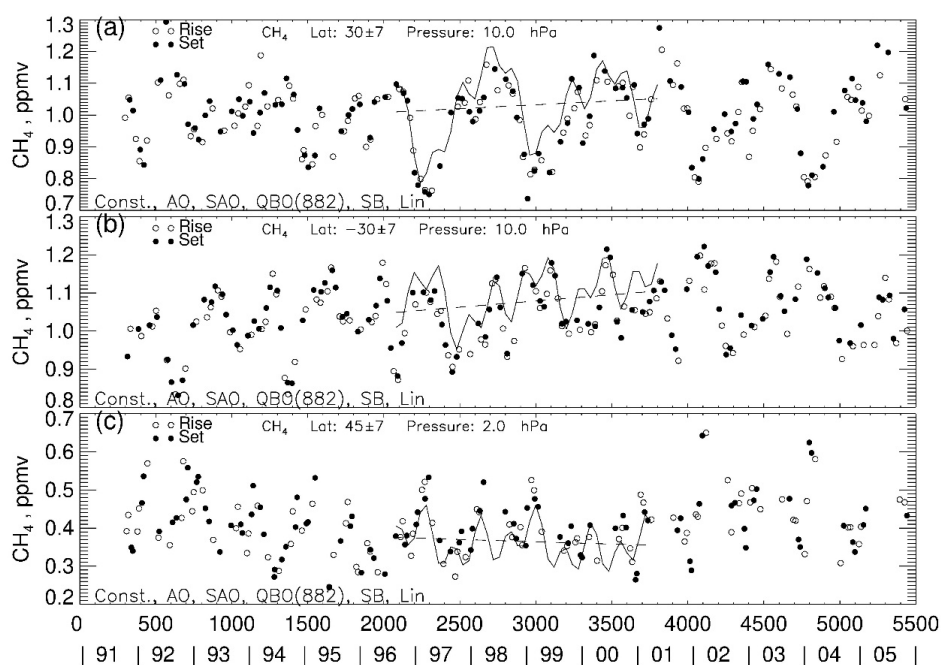 (a)
○ ○ Rise
● ● Set
CH₄ Lat: 30±7 Pressure: 10.0 hPa
1.3
1.2
1.1
1.0
0.9
0.8
0.7
CH₄ , ppmv
Const., AO, SAO, QBO(882), SB, Lin
(b)
○ ○ Rise
● ● Set
CH₄ Lat: −30±7 Pressure: 10.0 hPa
1.3
1.2
1.1
1.0
0.9
0.8
CH₄ , ppmv
Const., AO, SAO, QBO(882), SB, Lin
(c)
○ ○ Rise
● ● Set
CH₄ Lat: 45±7 Pressure: 2.0 hPa
0.7
0.6
0.5
0.4
0.3
0.2
CH₄ , ppmv
Const., AO, SAO, QBO(882), SB, Lin
0 500 1000 1500 2000 2500 3000 3500 4000 4500 5000 5500
| 91 | 92 | 93 | 94 | 95 | 96 | 97 | 98 | 99 | 00 | 01 | 02 | 03 | 04 | 05 |